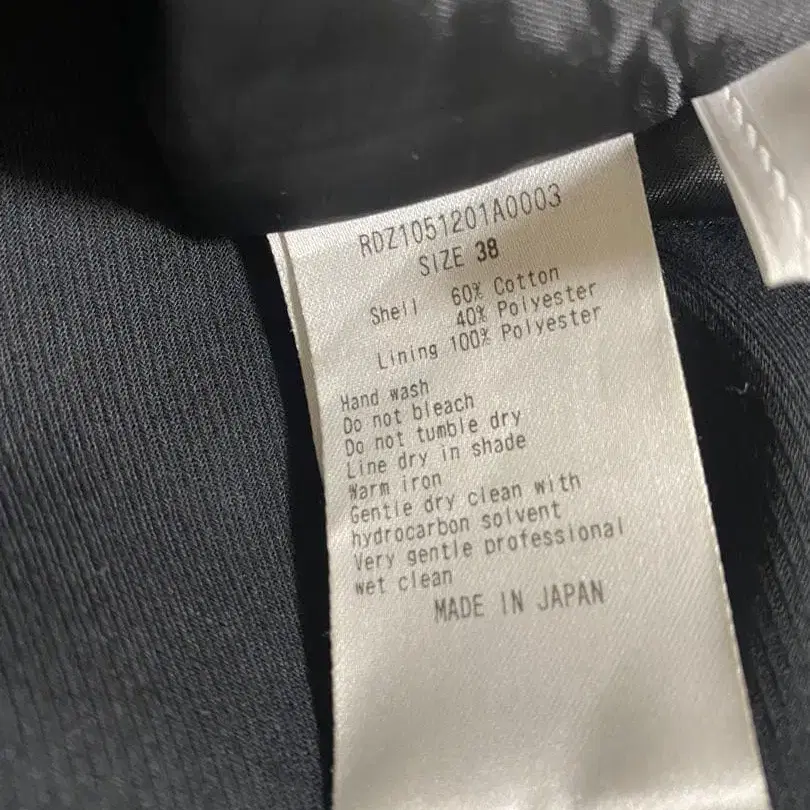 RDZ1051201A0003
SIZE 38
Shell 60% Cotton
40% Polyester
Lining 100% Polyester
Hand wash
Do not bleach
Do not tumble dry
Line dry in shade
Warm iron
Gentle dry clean with
hydrocarbon solvent
Very gentle professional
wet clean
MADE IN JAPAN